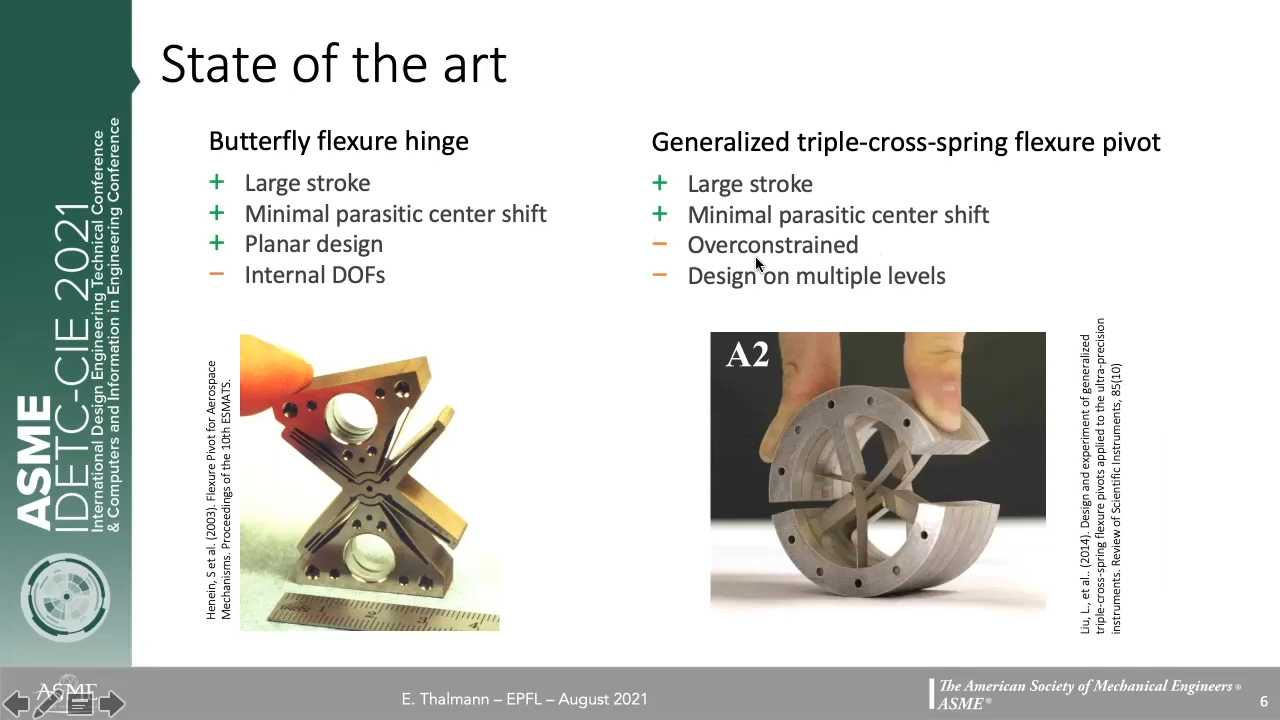 State of the art
Butterfly flexure hinge
+ Large stroke
+ Minimal parasitic center shift
+ Planar design
− Internal DOFs
Generalized triple-cross-spring flexure pivot
+ Large stroke
+ Minimal parasitic center shift
− Overconstrained
− Design on multiple levels
Henein, S et al. (2003). Flexure Pivot for Aerospace
Mechanisms. Proceedings of the 10th ESMATS.
1 2 3 4
A2
Liu, L., et al.. (2014). Design and experiment of generalized
triple-cross-spring flexure pivots applied to the ultra-precision
instruments. Review of Scientific Instruments, 85(10)
ASME
IDETC-CIE 2021
International Design Engineering Technical Conference
& Computers and Information in Engineering Conference
ASME
E. Thalmann – EPFL – August 2021
The American Society of Mechanical Engineers ®
ASME®
6